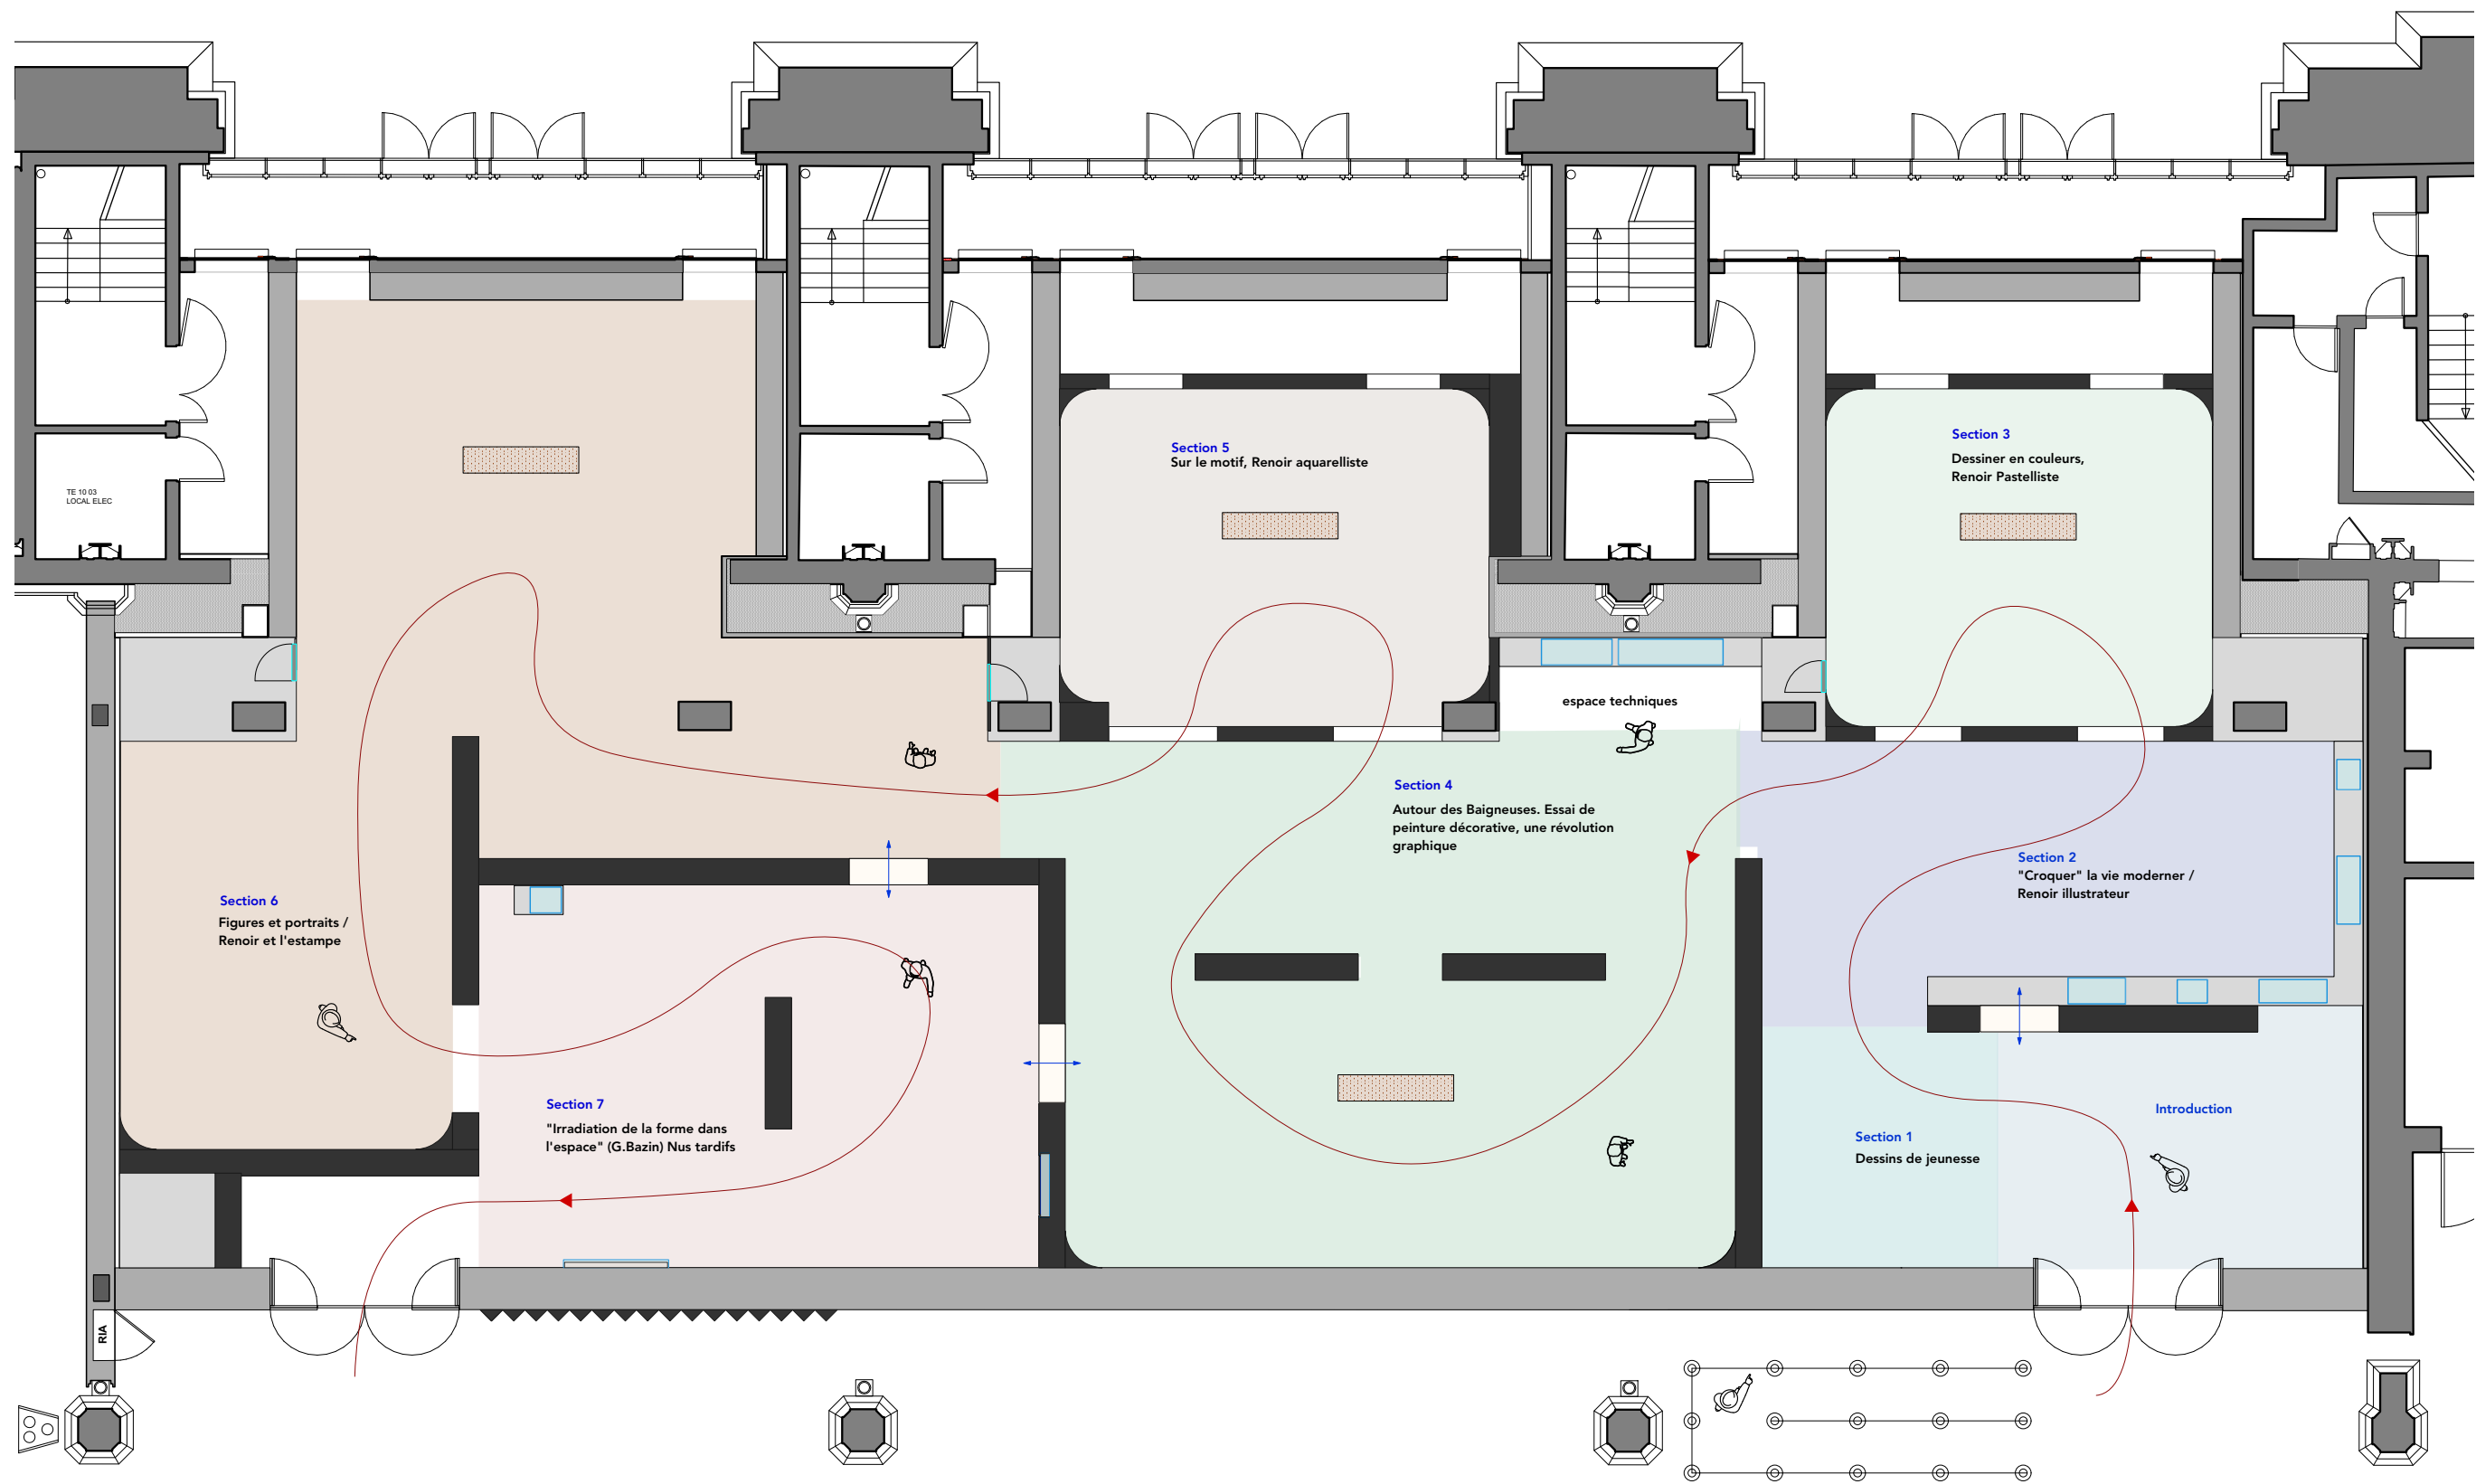 TE 10 03
LOCAL ELEC
Section 5
Sur le motif, Renoir aquarelliste
Section 3
Dessiner en couleurs,
Renoir Pastelliste
espace techniques
Section 4
Autour des Baigneuses. Essai de
peinture décorative, une révolution
graphique
Section 2
"Croquer" la vie moderner /
Renoir illustrateur
Section 6
Figures et portraits /
Renoir et l'estampe
Section 7
"Irradiation de la forme dans
l'espace" (G.Bazin) Nus tardifs
Introduction
Section 1
Dessins de jeunesse
RIA